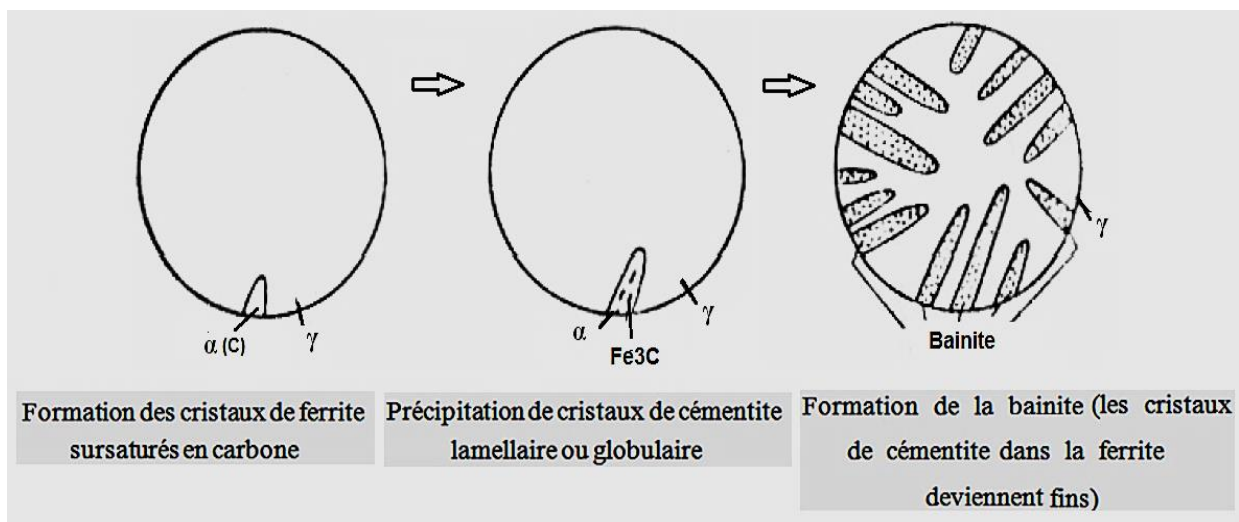 α (C)
γ
α
Fe3C
γ
γ
Bainite
Formation des cristaux de ferrite
sursaturés en carbone
Précipitation de cristaux de cémentite
lamellaire ou globulaire
Formation de la bainite (les cristaux
de cémentite dans la ferrite
deviennent fins)